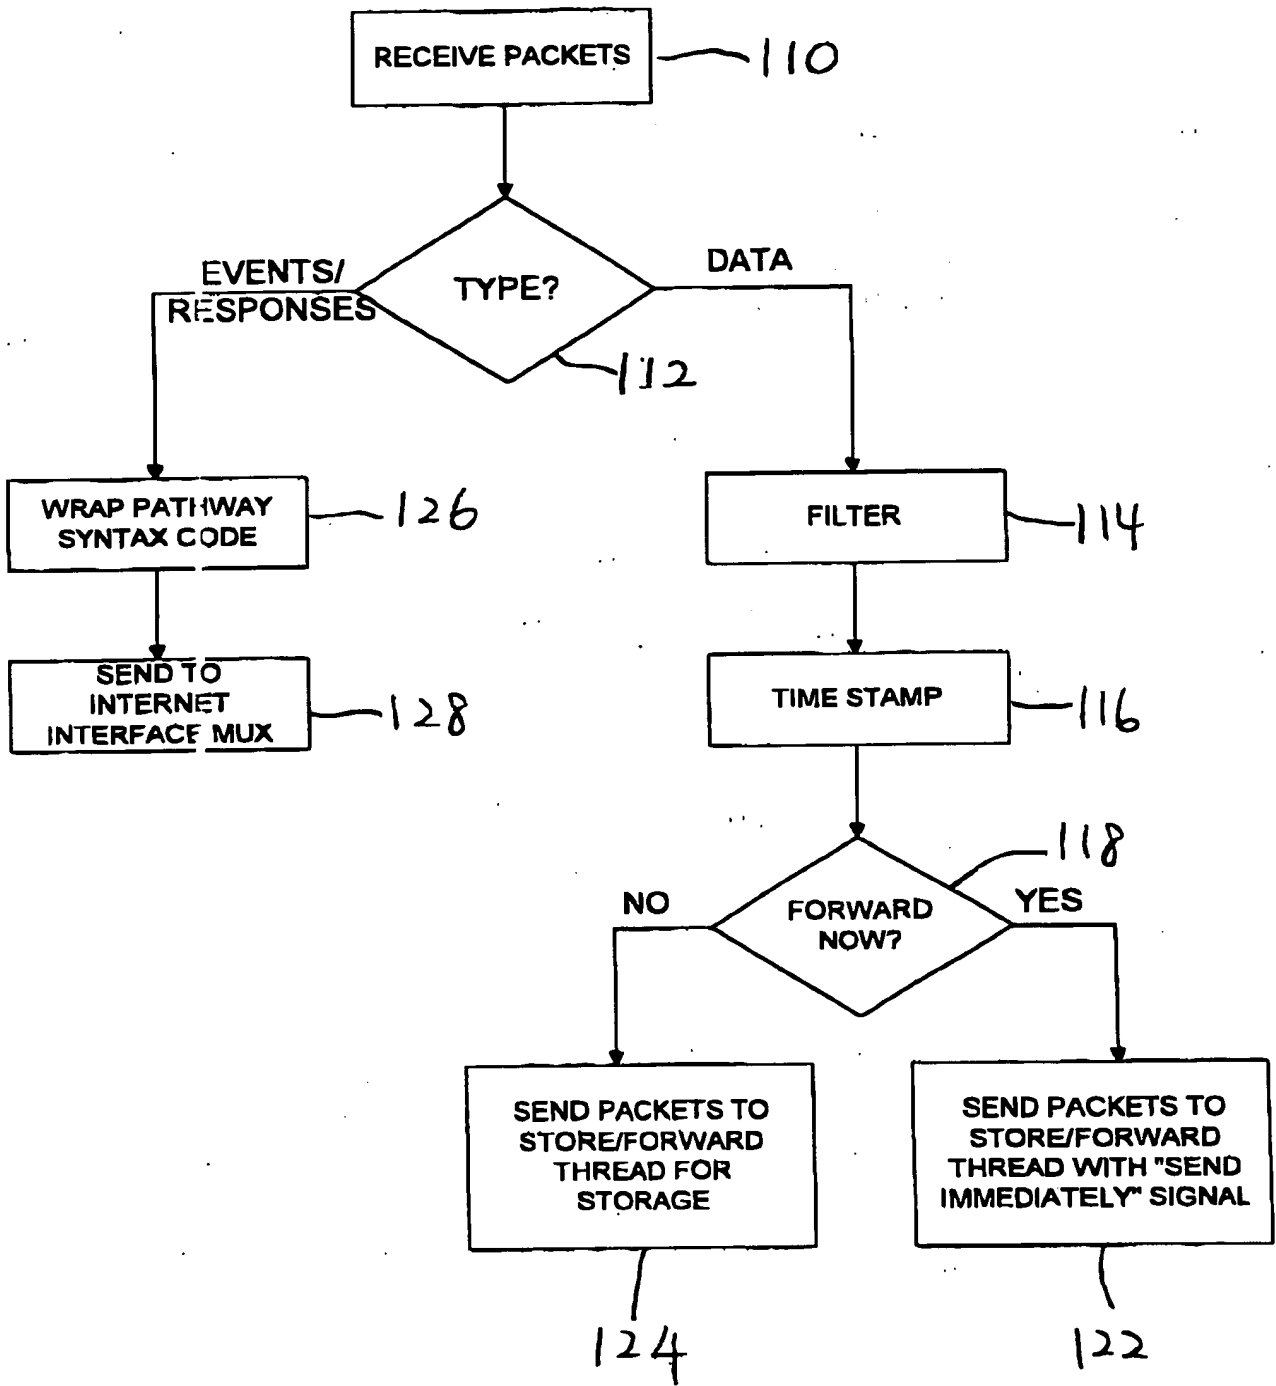 RECEIVE PACKETS
110
EVENTS/
RESPONSES
TYPE?
DATA
112
WRAP PATHWAY
SYNTAX CODE
126
FILTER
114
SEND TO
INTERNET
INTERFACE MUX
128
TIME STAMP
116
118
NO
FORWARD
NOW?
YES
SEND PACKETS TO
STORE/FORWARD
THREAD FOR
STORAGE
SEND PACKETS TO
STORE/FORWARD
THREAD WITH "SEND
IMMEDIATELY" SIGNAL
124
122